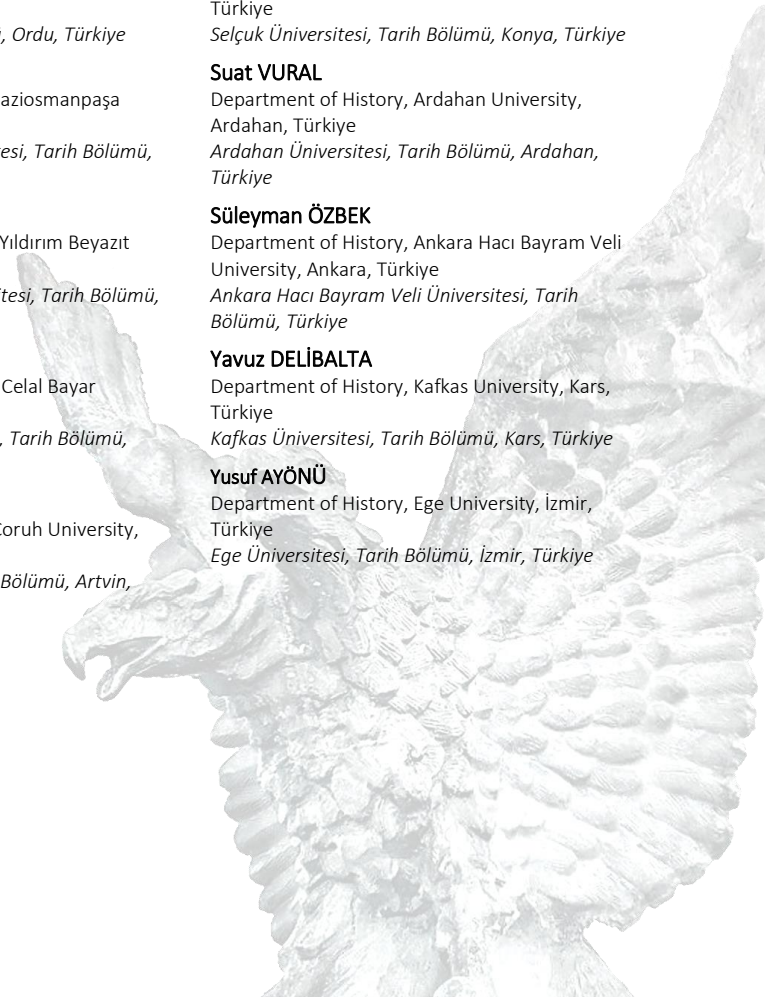 , Ordu, Türkiye
aziosmanpaşa
esi, Tarih Bölümü,
Yıldırım Beyazıt
itesi, Tarih Bölümü,
Celal Bayar
, Tarih Bölümü,
Çoruh University,
Bölümü, Artvin,
Türkiye
Selçuk Üniversitesi, Tarih Bölümü, Konya, Türkiye
Suat VURAL
Department of History, Ardahan University,
Ardahan, Türkiye
Ardahan Üniversitesi, Tarih Bölümü, Ardahan,
Türkiye
Süleyman ÖZBEK
Department of History, Ankara Hacı Bayram Veli
University, Ankara, Türkiye
Ankara Hacı Bayram Veli Üniversitesi, Tarih
Bölümü, Türkiye
Yavuz DELİBALTA
Department of History, Kafkas University, Kars,
Türkiye
Kafkas Üniversitesi, Tarih Bölümü, Kars, Türkiye
Yusuf AYÖNÜ
Department of History, Ege University, İzmir,
Türkiye
Ege Üniversitesi, Tarih Bölümü, İzmir, Türkiye